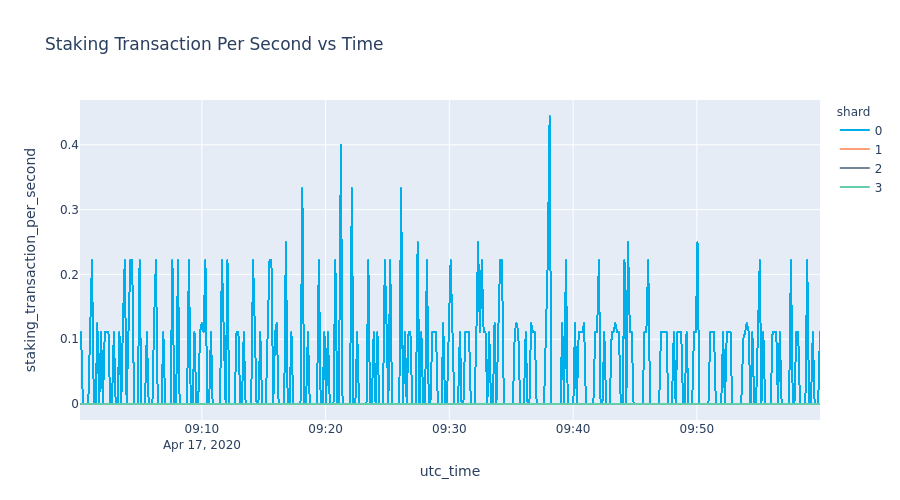 Staking Transaction Per Second vs Time
shard
0
1
2
3
staking_transaction_per_second
0.4
0.3
0.2
0.1
0
09:10
09:20
09:30
09:40
09:50
Apr 17, 2020
utc_time